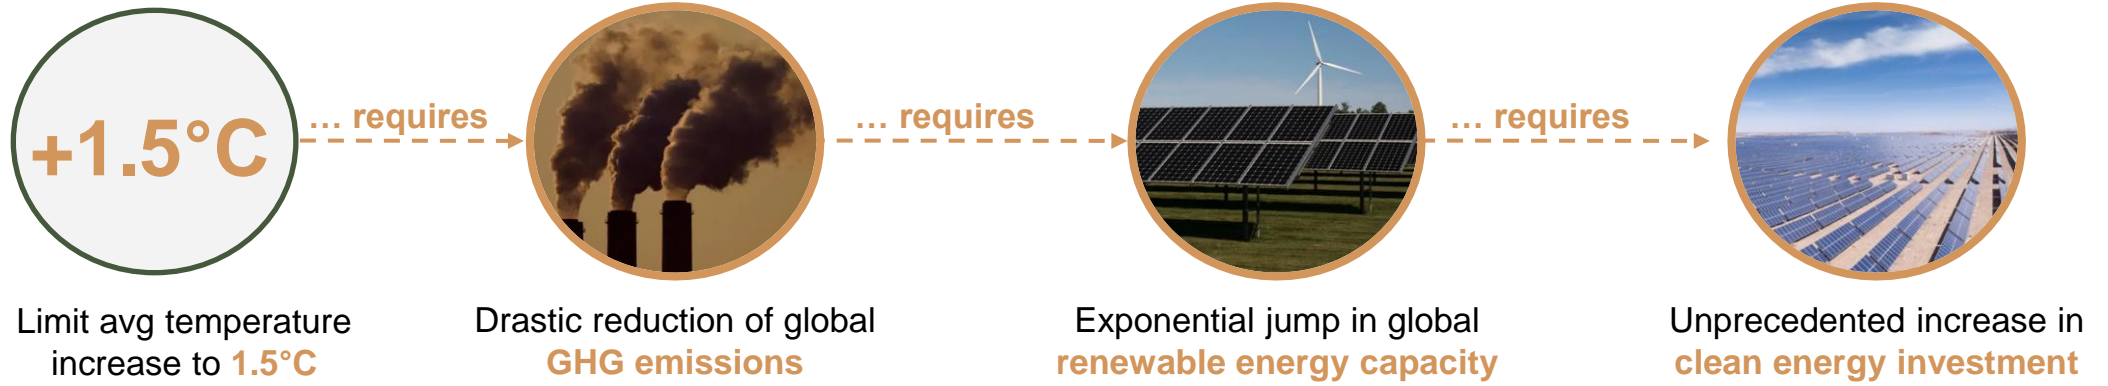 +1.5°C
… requires
… requires
… requires
Limit avg temperature
increase to 1.5°C
Drastic reduction of global
GHG emissions
Exponential jump in global
renewable energy capacity
Unprecedented increase in
clean energy investment